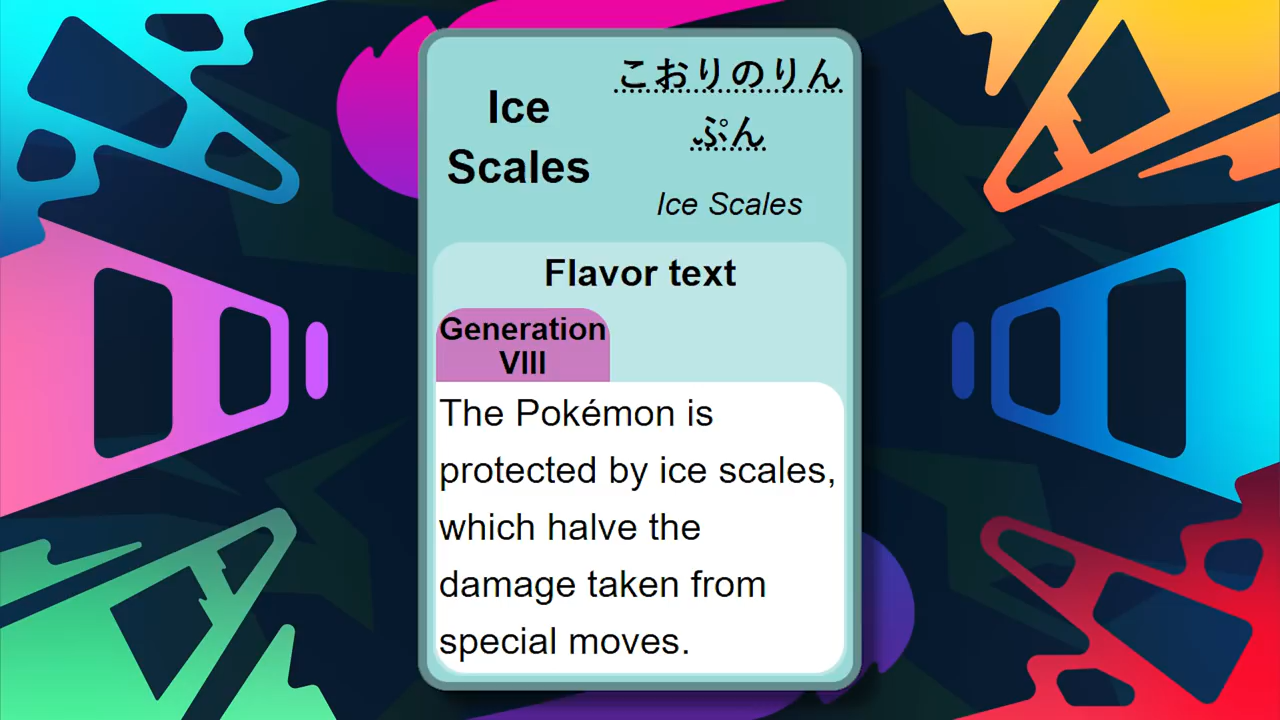 Ice
Scales
こおりのりん
ぷん
Ice Scales
Flavor text
Generation
VIII
The Pokémon is
protected by ice scales,
which halve the
damage taken from
special moves.